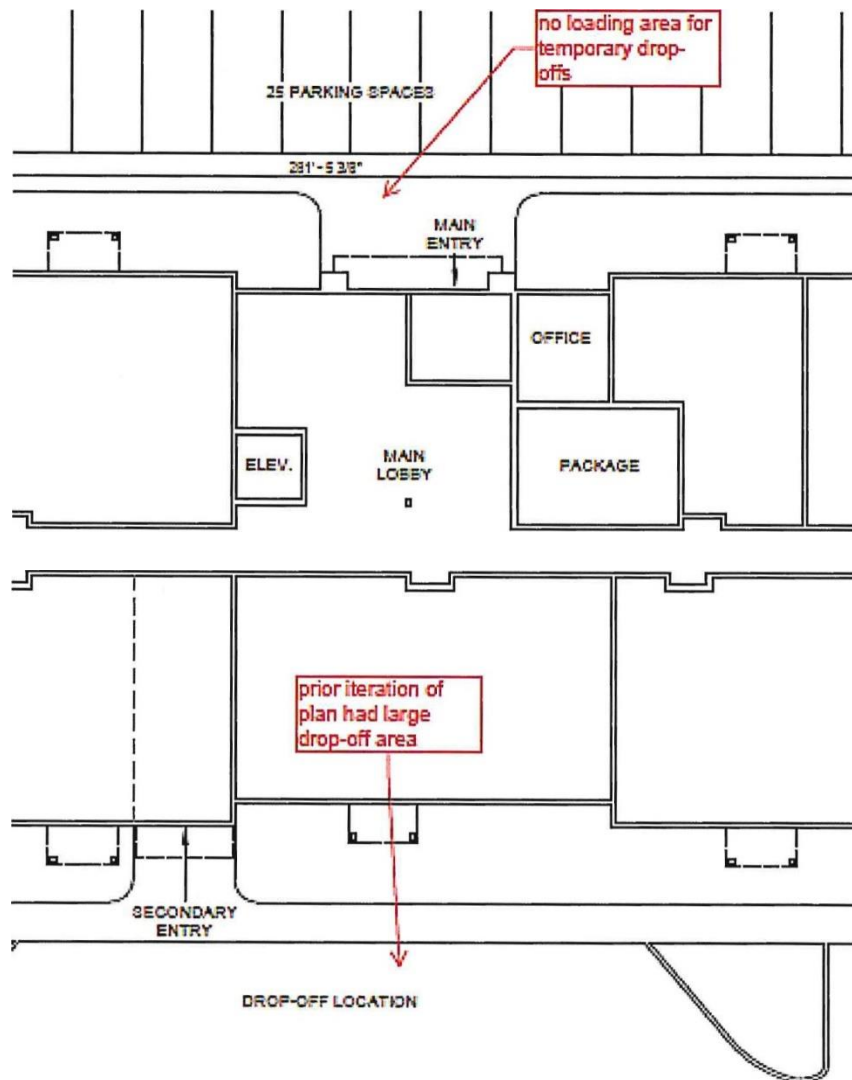 no loading area for
temporary drop-
offs
25 PARKING SPACES
281' - 5 3/8"
MAIN
ENTRY
OFFICE
ELEV.
MAIN
LOBBY
PACKAGE
prior iteration of
plan had large
drop-off area
SECONDARY
ENTRY
DROP-OFF LOCATION